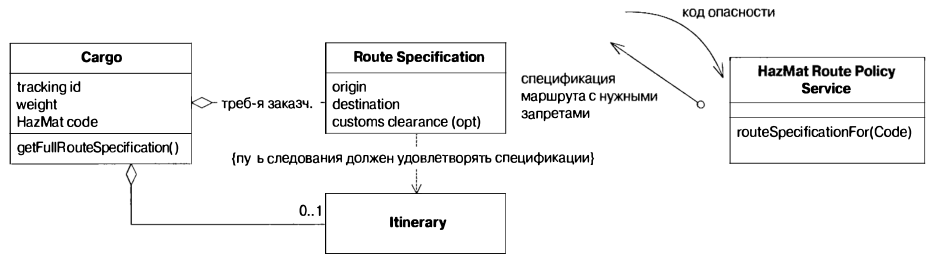 Cargo
tracking id
weight
HazMat code
getFullRouteSpecification()
треб-я заказч.
Route Specification
origin
destination
customs clearance (opt)
{пу ь следования должен удовлетворять спецификации}
0..1
Itinerary
код опасности
спецификация
маршрута с нужными
запретами
HazMat Route Policy
Service
routeSpecificationFor(Code)